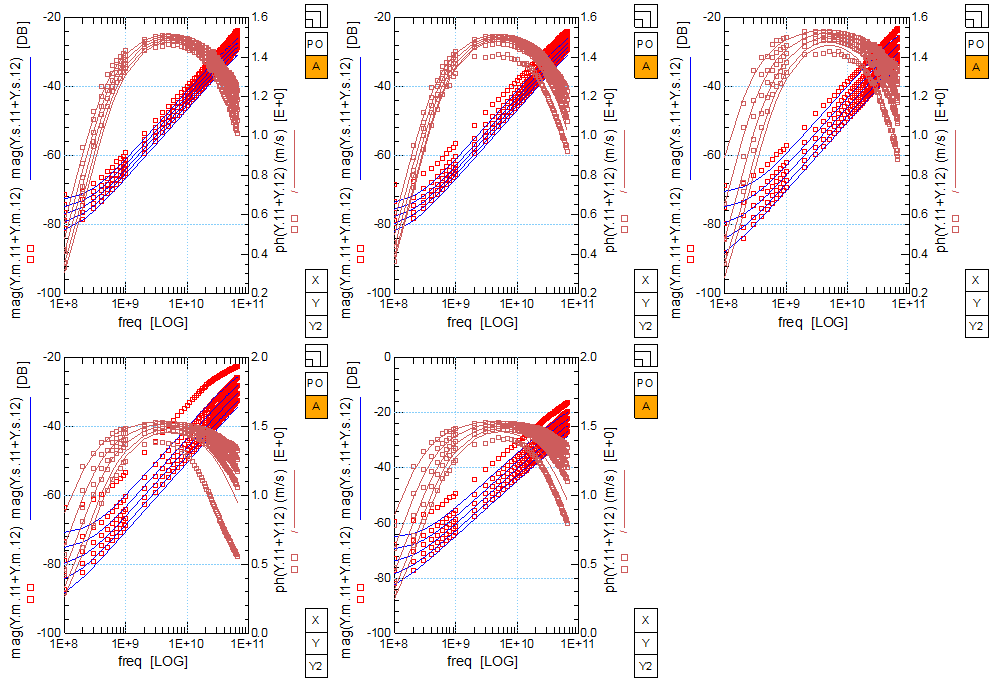 mag(Y.m.11+Y.m.12) mag(Y.s.11+Y.s.12) [DB]
-20
-40
-60
-80
-100
1E+8 1E+9 1E+10 1E+11
freq [LOG]
1.6
1.4
1.2
1.0
0.8
0.6
0.4
0.2
ph(Y.11+Y.12) (m/s) [E+0]
PO
A
X
Y
Y2
mag(Y.m.11+Y.m.12) mag(Y.s.11+Y.s.12) [DB]
-20
-40
-60
-80
-100
1E+8 1E+9 1E+10 1E+11
freq [LOG]
1.6
1.4
1.2
1.0
0.8
0.6
0.4
0.2
ph(Y.11+Y.12) (m/s) [E+0]
PO
A
X
Y
Y2
mag(Y.m.11+Y.m.12) mag(Y.s.11+Y.s.12) [DB]
-20
-40
-60
-80
-100
1E+8 1E+9 1E+10 1E+11
freq [LOG]
1.6
1.4
1.2
1.0
0.8
0.6
0.4
0.2
ph(Y.11+Y.12) (m/s) [E+0]
PO
A
X
Y
Y2
mag(Y.m.11+Y.m.12) mag(Y.s.11+Y.s.12) [DB]
-20
-40
-60
-80
-100
1E+8 1E+9 1E+10 1E+11
freq [LOG]
2.0
1.5
1.0
0.5
0.0
ph(Y.11+Y.12) (m/s) [E+0]
PO
A
X
Y
Y2
mag(Y.m.11+Y.m.12) mag(Y.s.11+Y.s.12) [DB]
0
-20
-40
-60
-80
-100
1E+8 1E+9 1E+10 1E+11
freq [LOG]
2.0
1.5
1.0
0.5
0.0
ph(Y.11+Y.12) (m/s) [E+0]
PO
A
X
Y
Y2